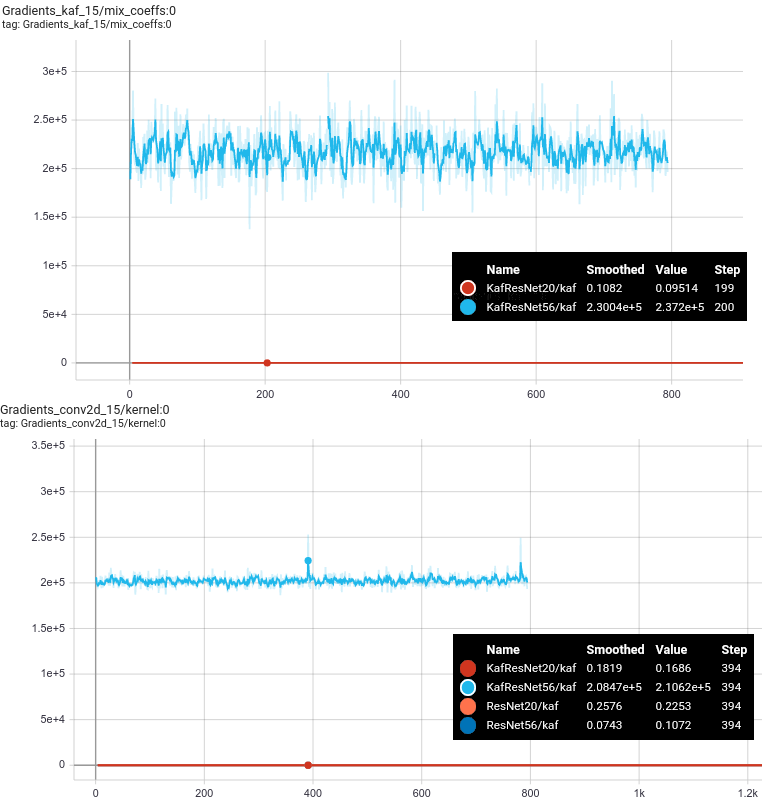 Gradients_kaf_15/mix_coeffs:0
tag: Gradients_kaf_15/mix_coeffs:0
3e+5
2.5e+5
2e+5
1.5e+5
1e+5
5e+4
0
Name Smoothed Value Step
KafResNet20/kaf 0.1082 0.09514 199
KafResNet56/kaf 2.3004e+5 2.372e+5 200
0 200 400 600 800
Gradients_conv2d_15/kernel:0
tag: Gradients_conv2d_15/kernel:0
3.5e+5
3e+5
2.5e+5
2e+5
1.5e+5
1e+5
5e+4
0
Name Smoothed Value Step
KafResNet20/kaf 0.1819 0.1686 394
KafResNet56/kaf 2.0847e+5 2.1062e+5 394
ResNet20/kaf 0.2576 0.2253 394
ResNet56/kaf 0.0743 0.1072 394
0 200 400 600 800 1k 1.2k